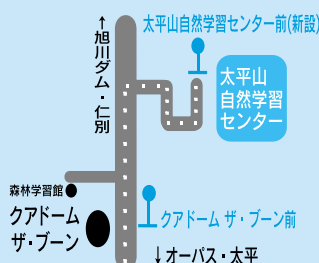 太平山自然学習センター前(新設)
↑旭川ダム・仁別
太平山
自然学習
センター
森林学習館
クアドーム
ザ・ブーン
クアドーム ザ・ブーン前
↓オーパス・太平